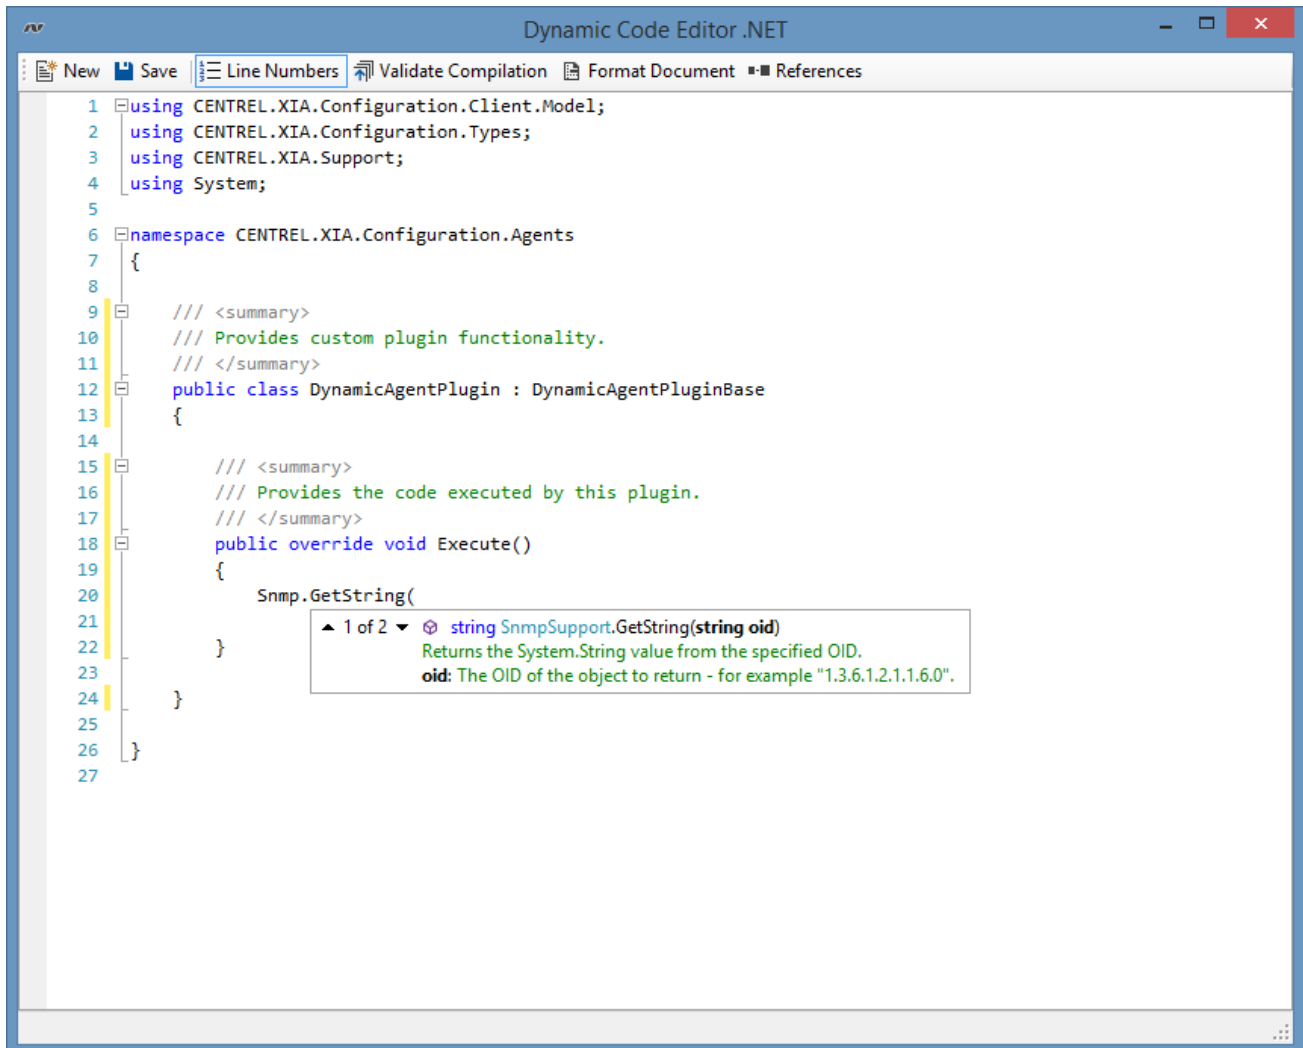 Dynamic Code Editor .NET
New Save Line Numbers Validate Compilation Format Document References
1 using CENTREL.XIA.Configuration.Client.Model;
2 using CENTREL.XIA.Configuration.Types;
3 using CENTREL.XIA.Support;
4 using System;
5
6 namespace CENTREL.XIA.Configuration.Agents
7 {
8
9 /// <summary>
10 /// Provides custom plugin functionality.
11 /// </summary>
12 public class DynamicAgentPlugin : DynamicAgentPluginBase
13 {
14
15 /// <summary>
16 /// Provides the code executed by this plugin.
17 /// </summary>
18 public override void Execute()
19 {
20 Snmp.GetString(
21 ▲ 1 of 2 ▼ string SnmpSupport.GetString(string oid)
22 } Returns the System.String value from the specified OID.
23 oid: The OID of the object to return - for example "1.3.6.1.2.1.1.6.0".
24 }
25
26 }
27